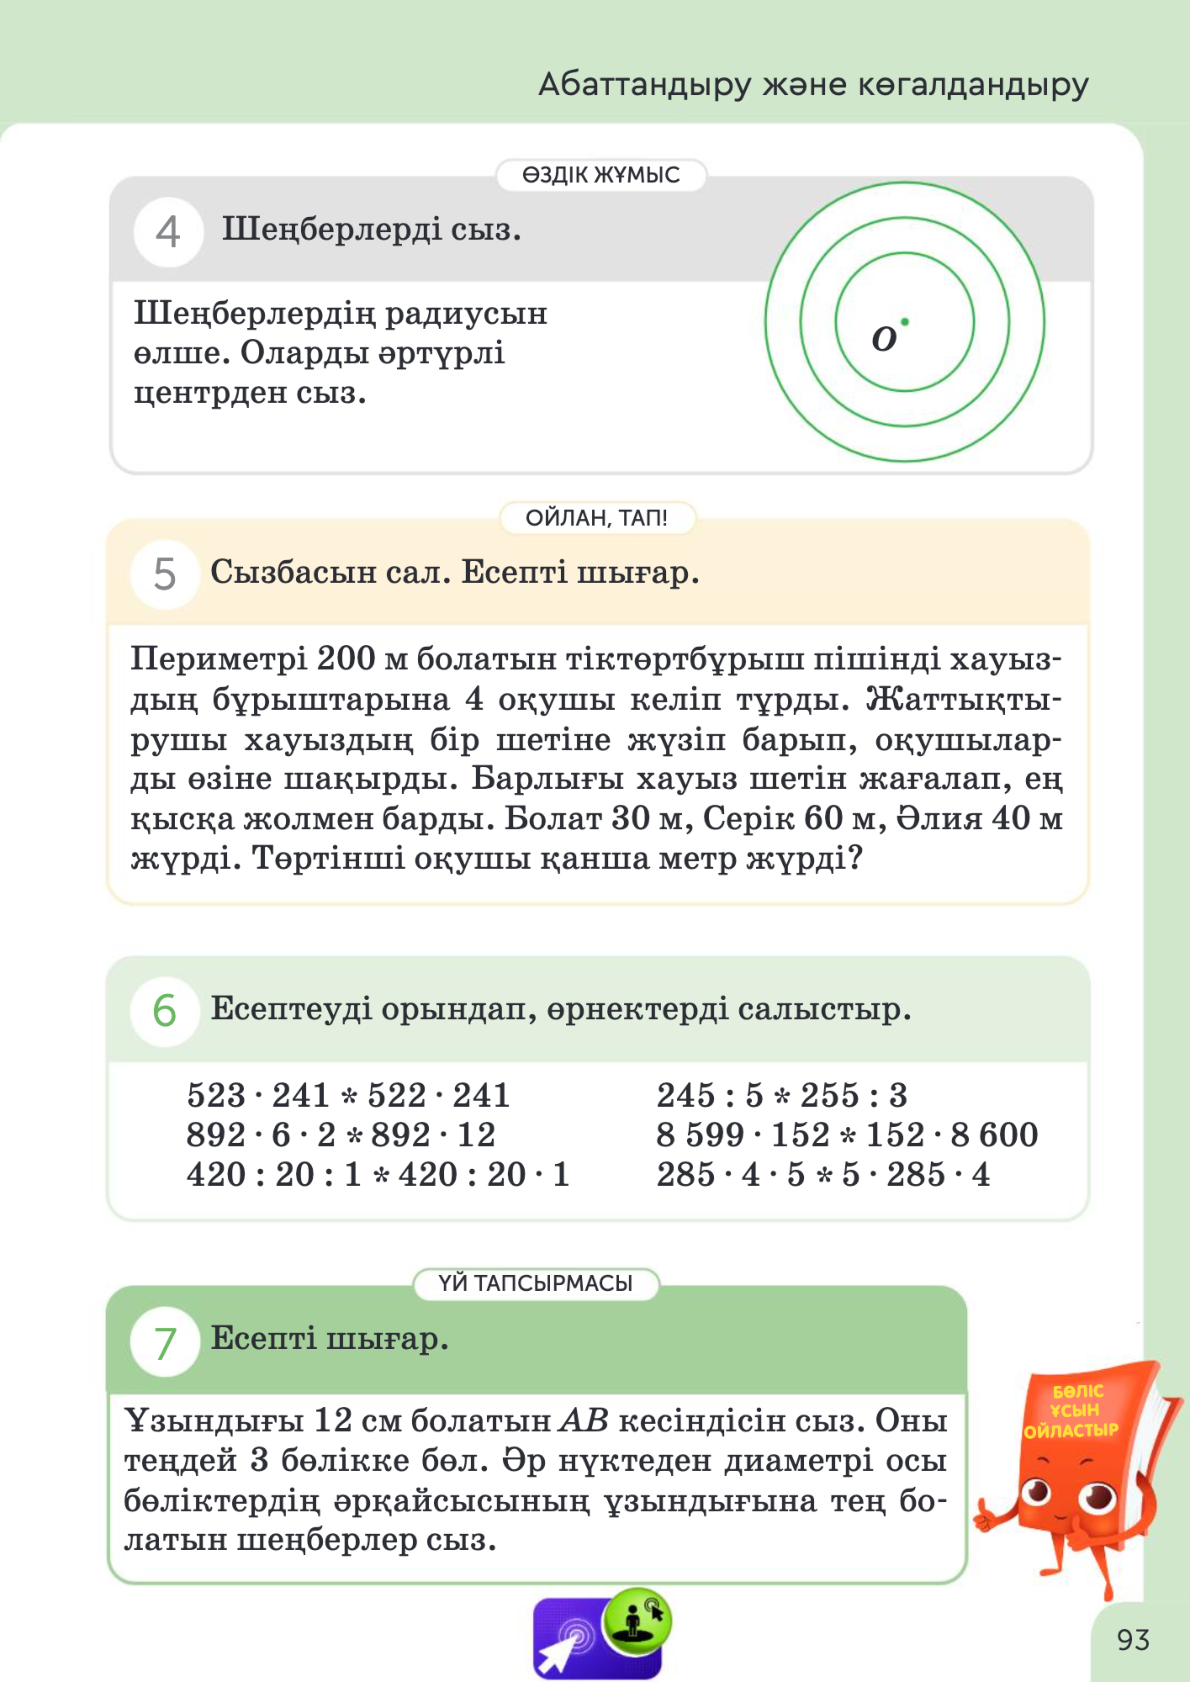 Абаттандыру және көгалдандыру
ӨЗДІК ЖҰМЫС
4 Шеңберлерді сыз.
Шеңберлердің радиусын
өлше. Оларды әртүрлі
центрден сыз.
O
ОЙЛАН, ТАП!
5 Сызбасын сал. Есепті шығар.
Периметрі 200 м болатын тіктөртбұрыш пішінді хауыз-
дың бұрыштарына 4 оқушы келіп тұрды. Жаттықты-
рушы хауыздың бір шетіне жүзіп барып, оқушылар-
ды өзіне шақырды. Барлығы хауыз шетін жағалап, ең
қысқа жолмен барды. Болат 30 м, Серік 60 м, Әлия 40 м
жүрді. Төртінші оқушы қанша метр жүрді?
6 Есептеуді орындап, өрнектерді салыстыр.
523 · 241 * 522 · 241
892 · 6 · 2 * 892 · 12
420 : 20 : 1 * 420 : 20 · 1
245 : 5 * 255 : 3
8 599 · 152 * 152 · 8 600
285 · 4 · 5 * 5 · 285 · 4
ҮЙ ТАПСЫРМАСЫ
7 Есепті шығар.
Ұзындығы 12 см болатын AB кесіндісін сыз. Оны
теңдей 3 бөлікке бөл. Әр нүктеден диаметрі осы
бөліктердің әрқайсысының ұзындығына тең бо-
латын шеңберлер сыз.
БӨЛІС
ҰСЫН
ОЙЛАСТЫР
93